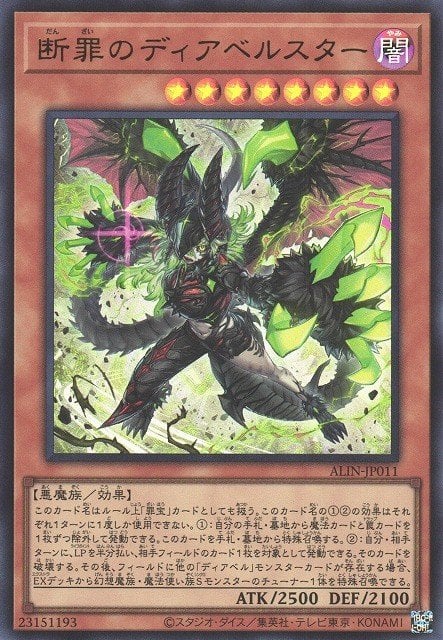 断罪のディアベルスター
闇
ALIN-JP011
【悪魔族／効果】
このカード名はルール上「罪宝」カードとしても扱う。このカード名の①②の効果はそ
れぞれ1ターンに1度しか使用できない。①：自分の手札・墓地から魔法カードと罠カードを
1枚ずつ除外して発動できる。このカードを手札・墓地から特殊召喚する。②：自分・相手
ターンに、LPを半分払い、相手フィールドのカード1枚を対象として発動できる。そのカードを
破壊する。その後、フィールドに他の「ディアベル」モンスターカードが存在する場合、
EXデッキから幻想魔族・魔法使い族Sモンスターのチューナー1体を特殊召喚できる。
ATK/2500 DEF/2100
23151193 ©スタジオ・ダイス／集英社・テレビ東京・KONAMI